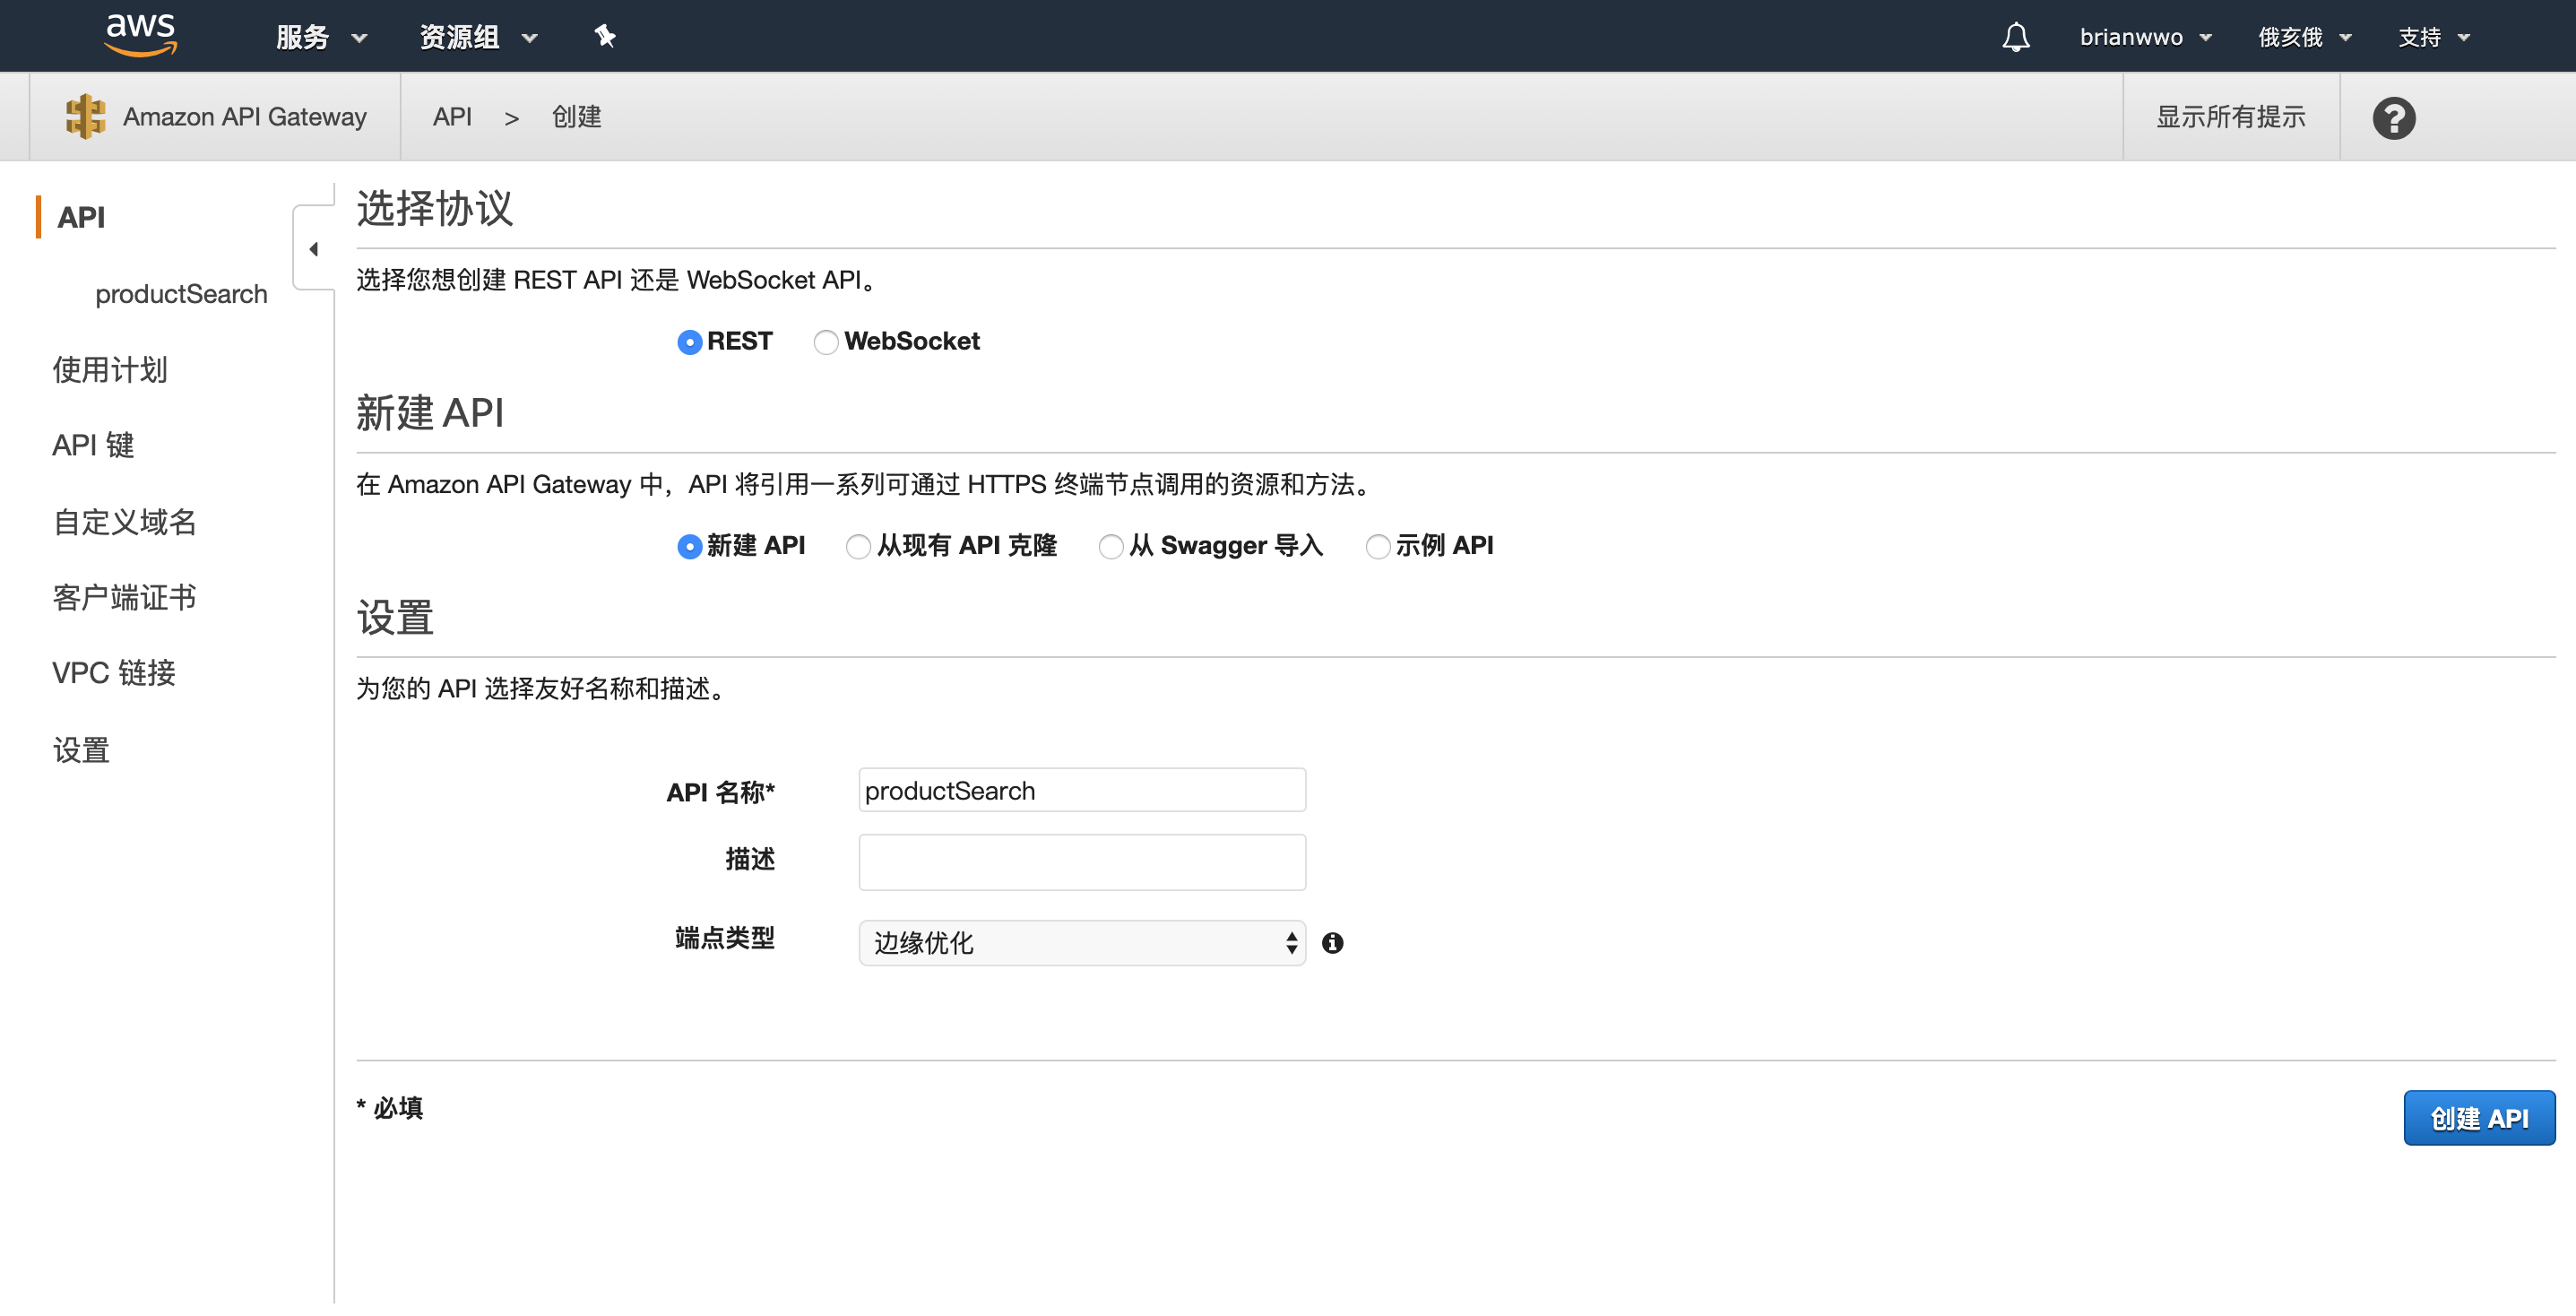 aws 服务 资源组 brianwwo 俄亥俄 支持
Amazon API Gateway API > 创建 显示所有提示
API
productSearch
使用计划
API 键
自定义域名
客户端证书
VPC 链接
设置
选择协议
选择您想创建 REST API 还是 WebSocket API。
REST WebSocket
新建 API
在 Amazon API Gateway 中，API 将引用一系列可通过 HTTPS 终端节点调用的资源和方法。
新建 API 从现有 API 克隆 从 Swagger 导入 示例 API
设置
为您的 API 选择友好名称和描述。
API 名称* productSearch
描述
端点类型 边缘优化
* 必填 创建 API